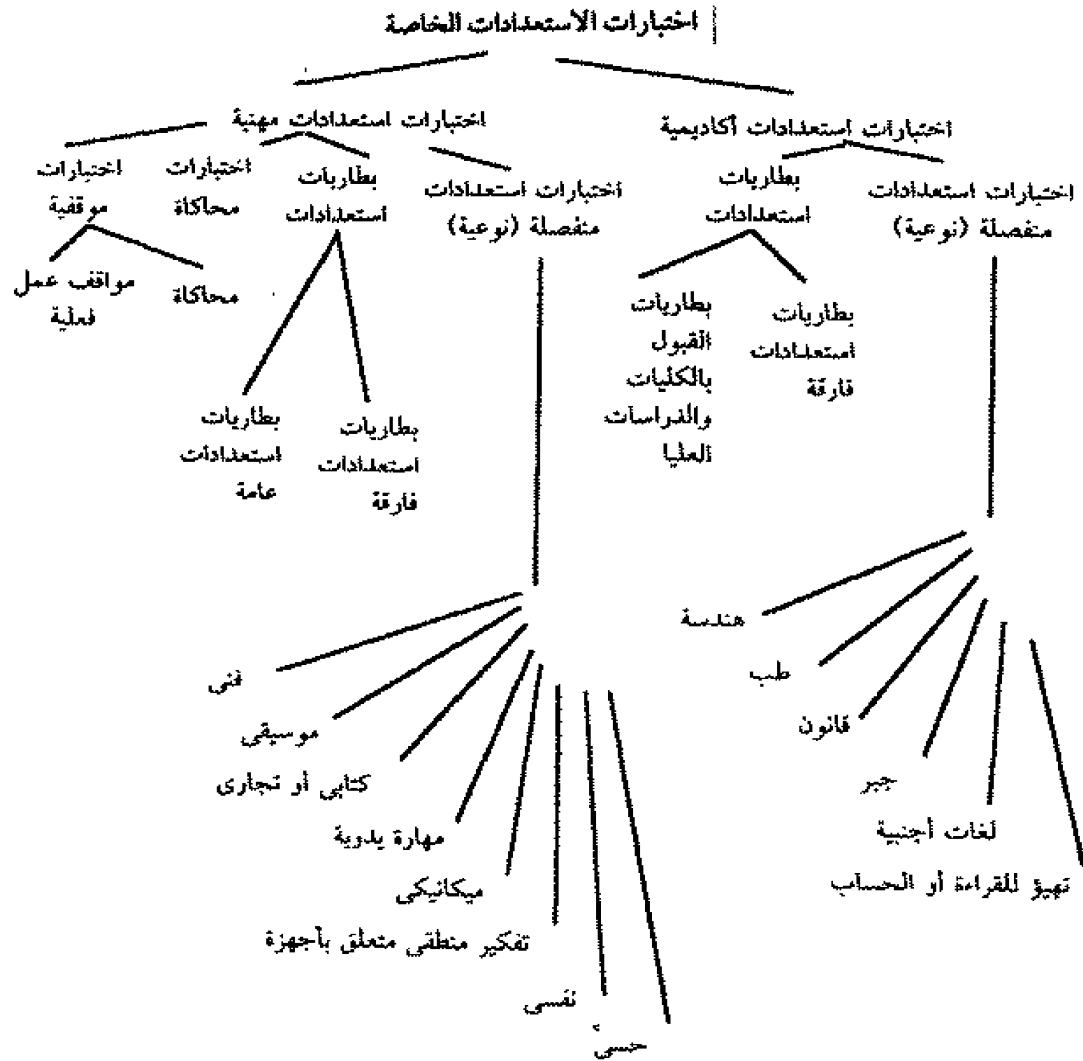 اختبارات الاستعدادات الخاصة
اختبارات استعدادات أكاديمية
اختبارات استعدادات مهنية
اختبارات استعدادات
منفصلة (نوعية)
بطاريات
استعدادات
اختبارات استعدادات
منفصلة (نوعية)
بطاريات
استعدادات
اختبارات
محاكاة
اختبارات
موقفية
بطاريات
استعدادات
فارقة
بطاريات
القبول
بالكليات
والدراسات
العليا
محاكاة
مواقف عمل
فعلية
بطاريات
استعدادات
فارقة
بطاريات
استعدادات
عامة
هندسة
طب
قانون
جبر
لغات أجنبية
تهيؤ للقراءة أو الحساب
فنى
موسيقى
كتابى أو تجارى
مهارة يدوية
ميكانيكى
تفكير منطقى متعلق بأجهزة
نفسى
حسىّ